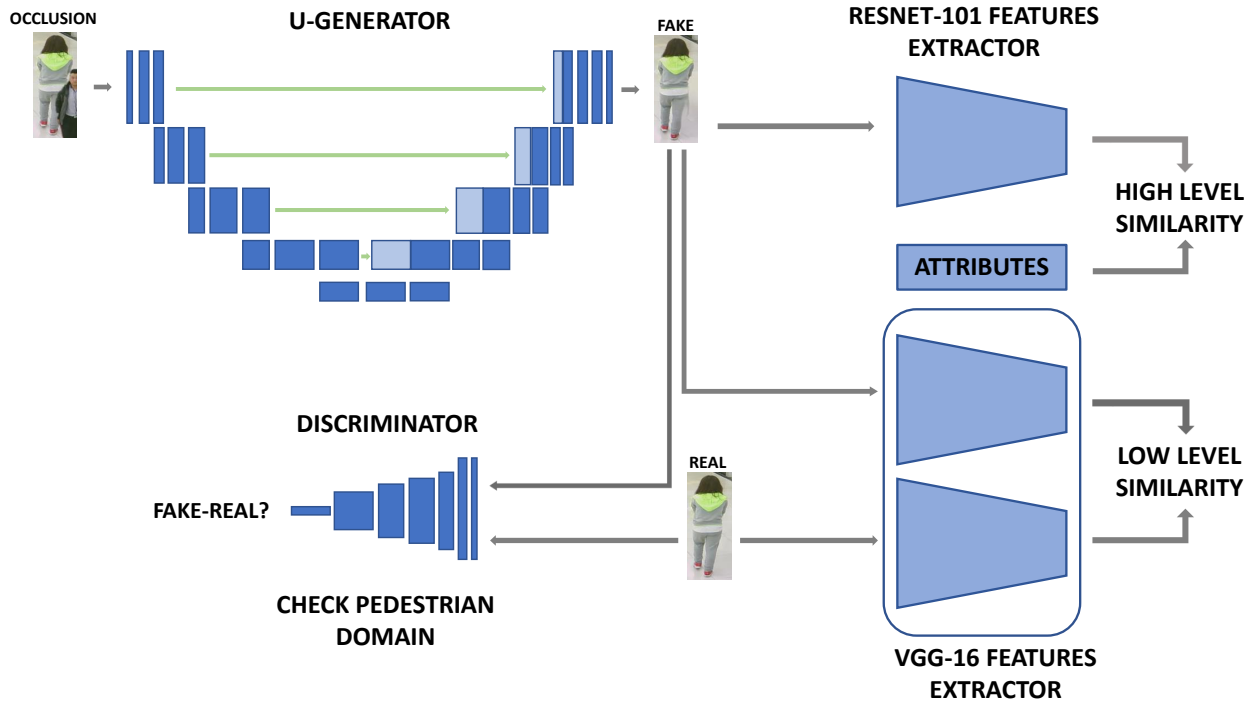 OCCLUSION
U-GENERATOR
FAKE
RESNET-101 FEATURES
EXTRACTOR
HIGH LEVEL
SIMILARITY
ATTRIBUTES
DISCRIMINATOR
FAKE-REAL?
CHECK PEDESTRIAN
DOMAIN
REAL
LOW LEVEL
SIMILARITY
VGG-16 FEATURES
EXTRACTOR